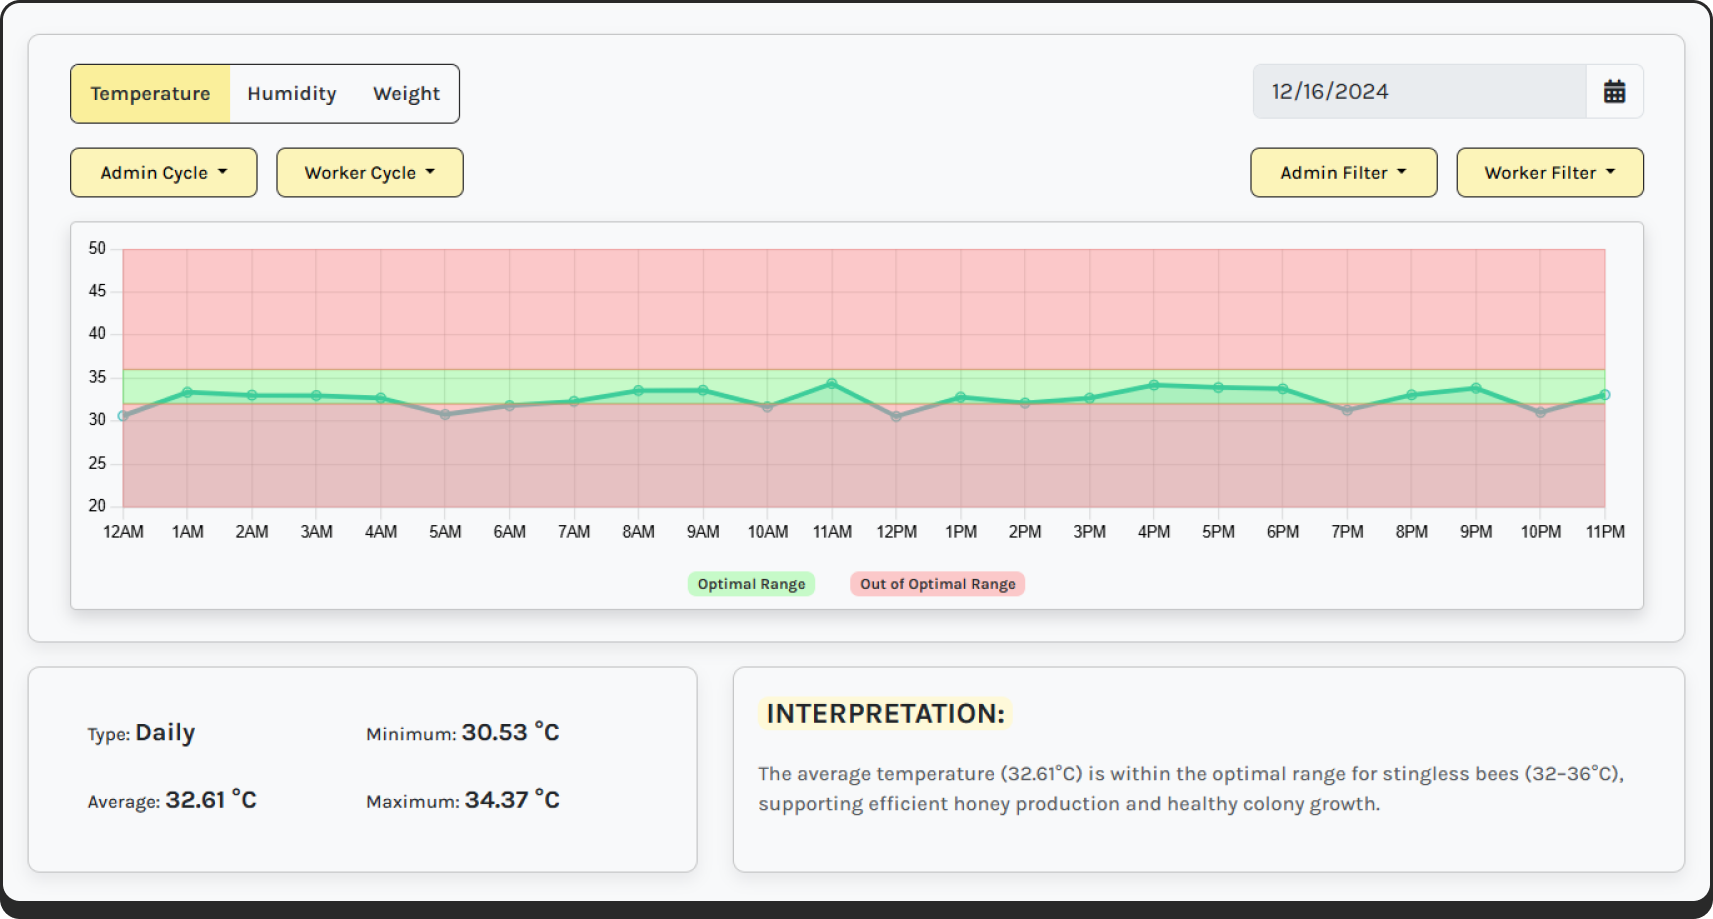 Temperature Humidity Weight 12/16/2024
Admin Cycle Worker Cycle Admin Filter Worker Filter
50
45
40
35
30
25
20
12AM 1AM 2AM 3AM 4AM 5AM 6AM 7AM 8AM 9AM 10AM 11AM 12PM 1PM 2PM 3PM 4PM 5PM 6PM 7PM 8PM 9PM 10PM 11PM
Optimal Range Out of Optimal Range
Type: Daily Minimum: 30.53 °C
Average: 32.61 °C Maximum: 34.37 °C
INTERPRETATION:
The average temperature (32.61°C) is within the optimal range for stingless bees (32–36°C),
supporting efficient honey production and healthy colony growth.